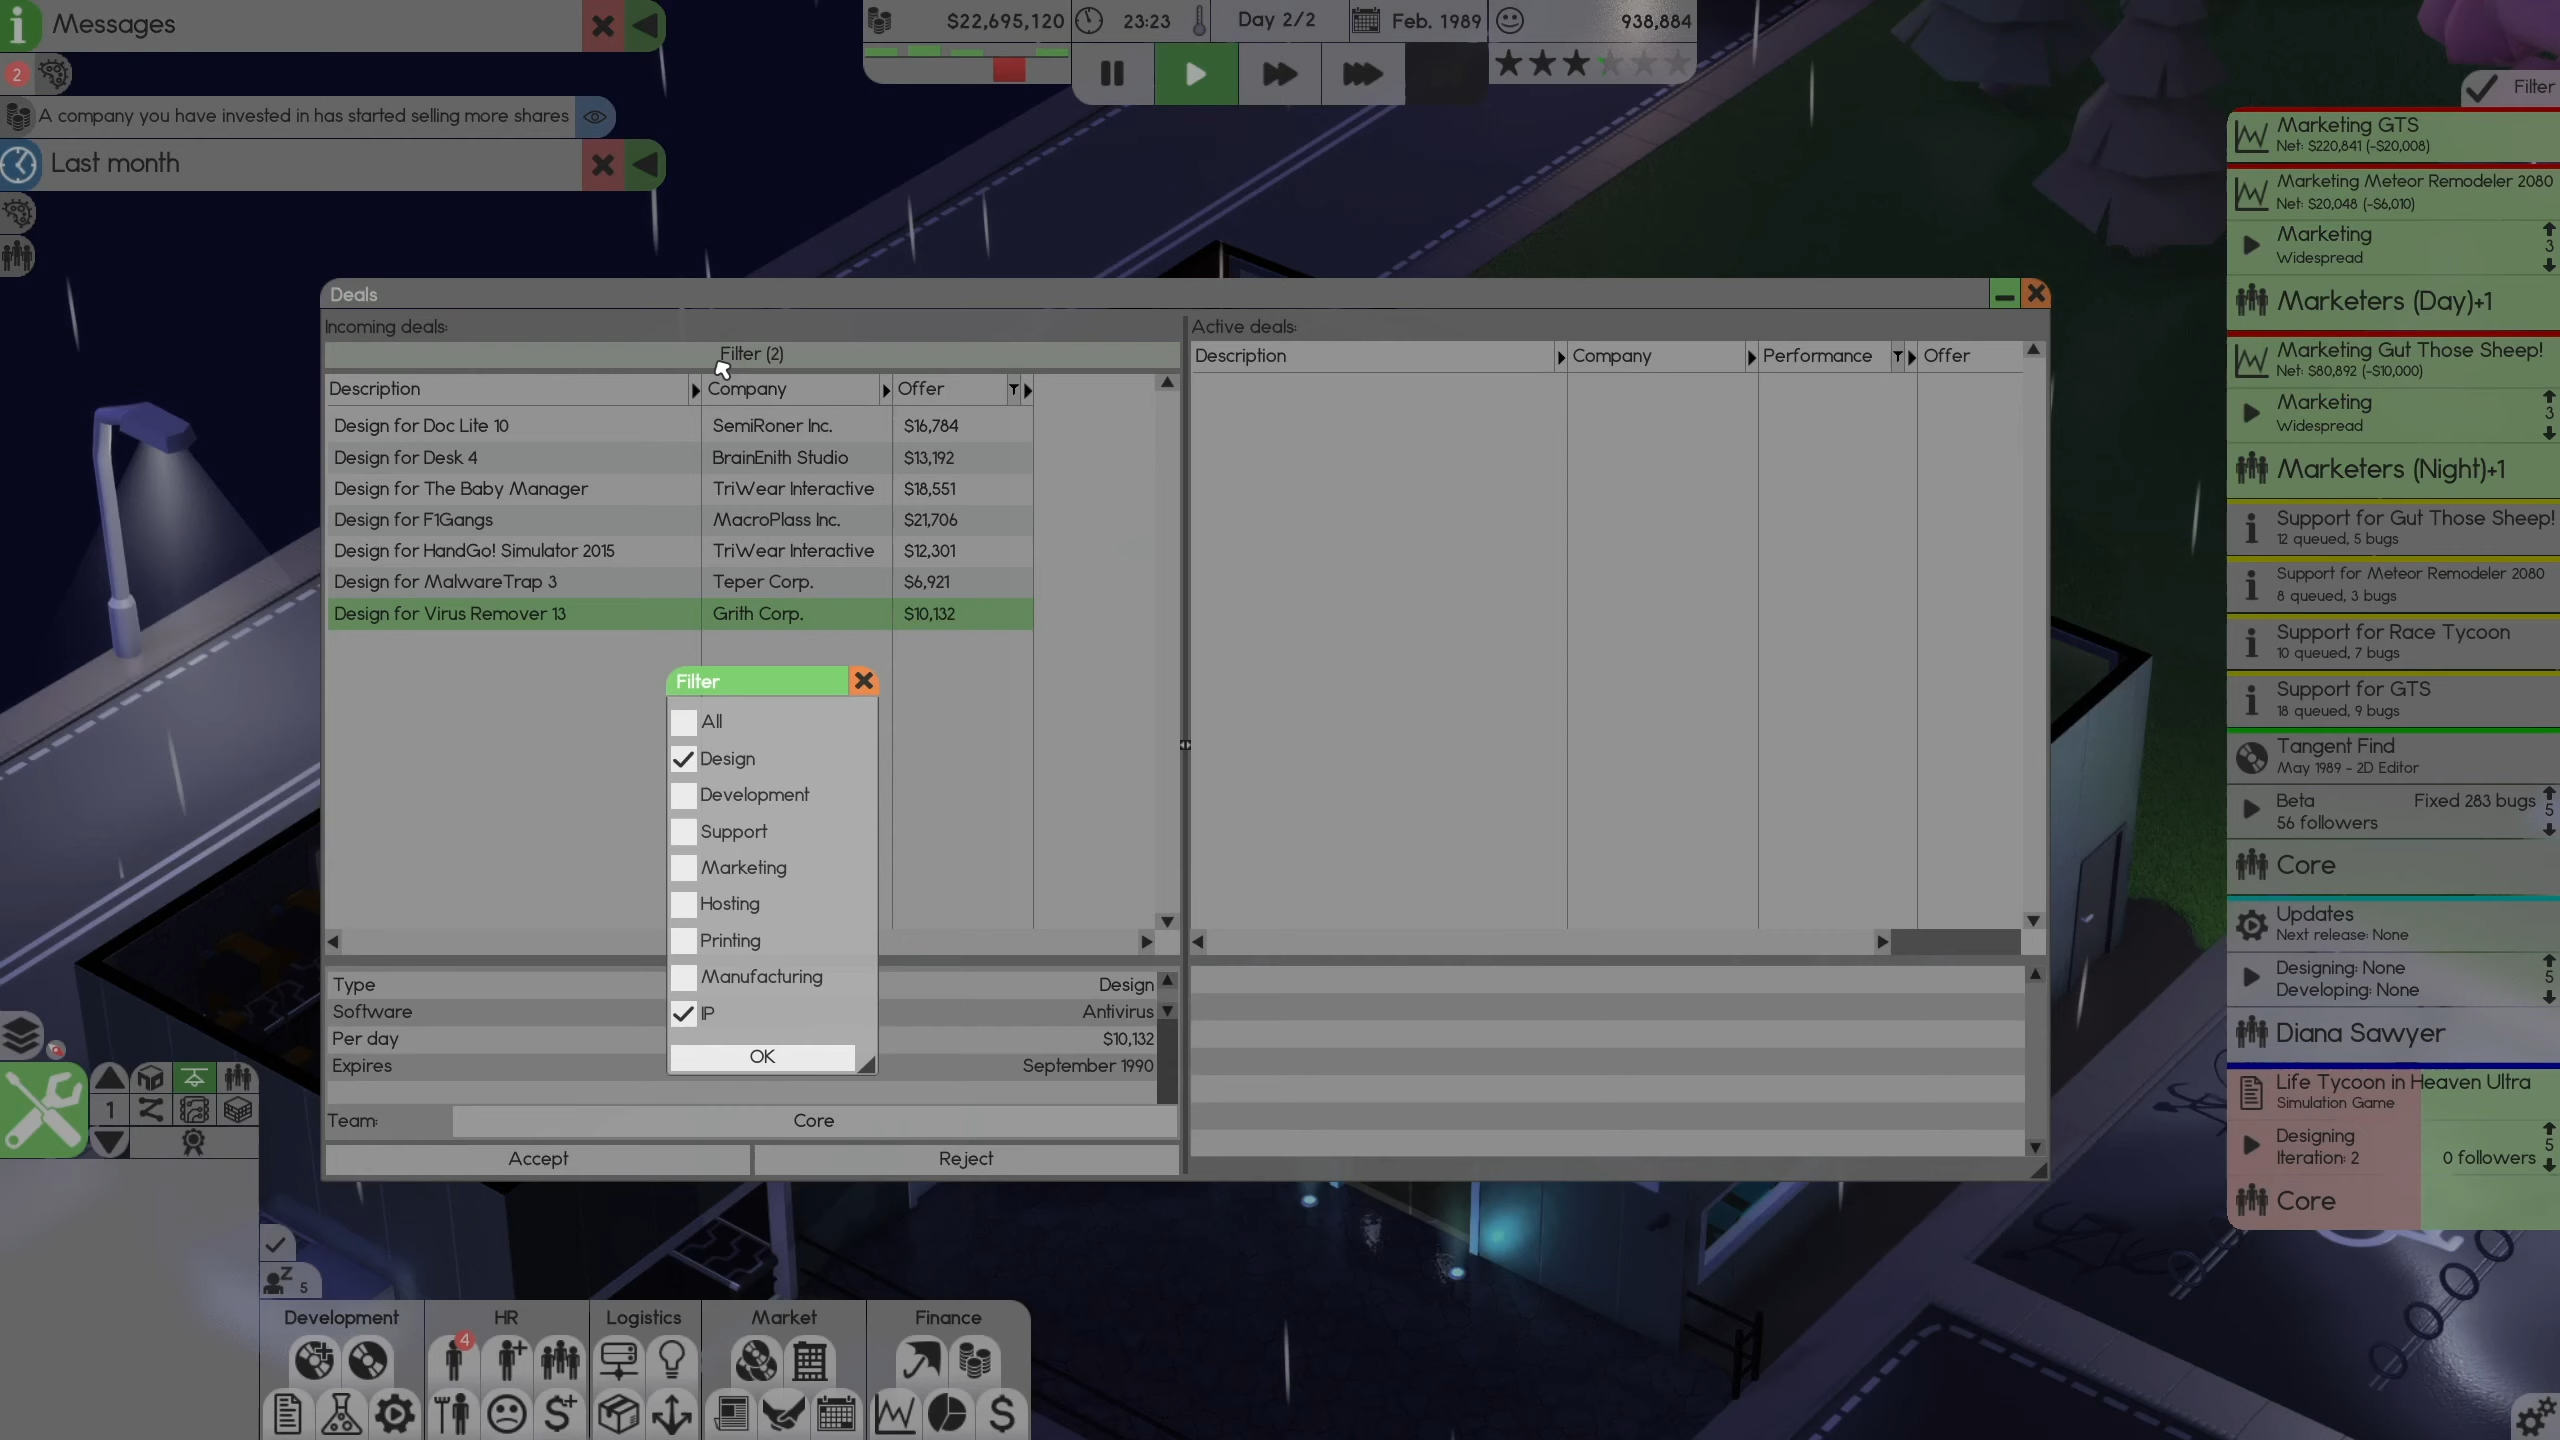 Messages
2
A company you have invested in has started selling more shares
Last month
$22,695,120
23:23
Day 2/2
Feb. 1989
938,884
Filter
Marketing GTS
Net: $220,841 (-$20,008)
Marketing Meteor Remodeler 2080
Net: $20,048 (-$6,010)
Marketing
Widespread
3
Marketers (Day)+1
Marketing Gut Those Sheep!
Net: $80,892 (-$10,000)
Marketing
Widespread
3
Marketers (Night)+1
Support for Gut Those Sheep!
12 queued, 5 bugs
Support for Meteor Remodeler 2080
8 queued, 3 bugs
Support for Race Tycoon
10 queued, 7 bugs
Support for GTS
18 queued, 9 bugs
Tangent Find
May 1989 - 2D Editor
Beta Fixed 283 bugs
56 followers
5
Core
Updates
Next release: None
Designing: None
Developing: None
5
Diana Sawyer
Life Tycoon in Heaven Ultra
Simulation Game
Designing
Iteration: 2 0 followers
5
Core
Deals
Incoming deals:
Filter (2)
Description Company Offer
Design for Doc Lite 10 SemiRoner Inc. $16,784
Design for Desk 4 BrainEnith Studio $13,192
Design for The Baby Manager TriWear Interactive $18,551
Design for F1Gangs MacroPlass Inc. $21,706
Design for HandGo! Simulator 2015 TriWear Interactive $12,301
Design for MalwareTrap 3 Teper Corp. $6,921
Design for Virus Remover 13 Grith Corp. $10,132
Type Design
Software Antivirus
Per day $10,132
Expires September 1990
Team: Core
Accept Reject
Active deals:
Description Company Performance Offer
Filter
All
Design
Development
Support
Marketing
Hosting
Printing
Manufacturing
IP
OK
1
5
Development HR Logistics Market Finance
4